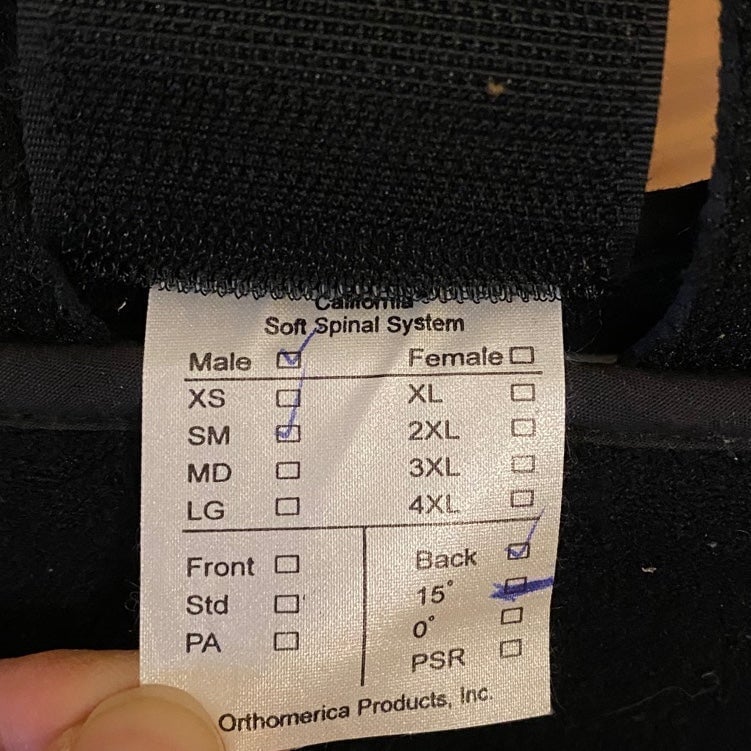 California
Soft Spinal System
Male ☑ Female ☐
XS ☐ XL ☐
SM ☑ 2XL ☐
MD ☐ 3XL ☐
LG ☐ 4XL ☐
Front ☐
Std ☐
PA ☐
Back ☑
15°
0° ☐
PSR ☐
Orthomerica Products, Inc.